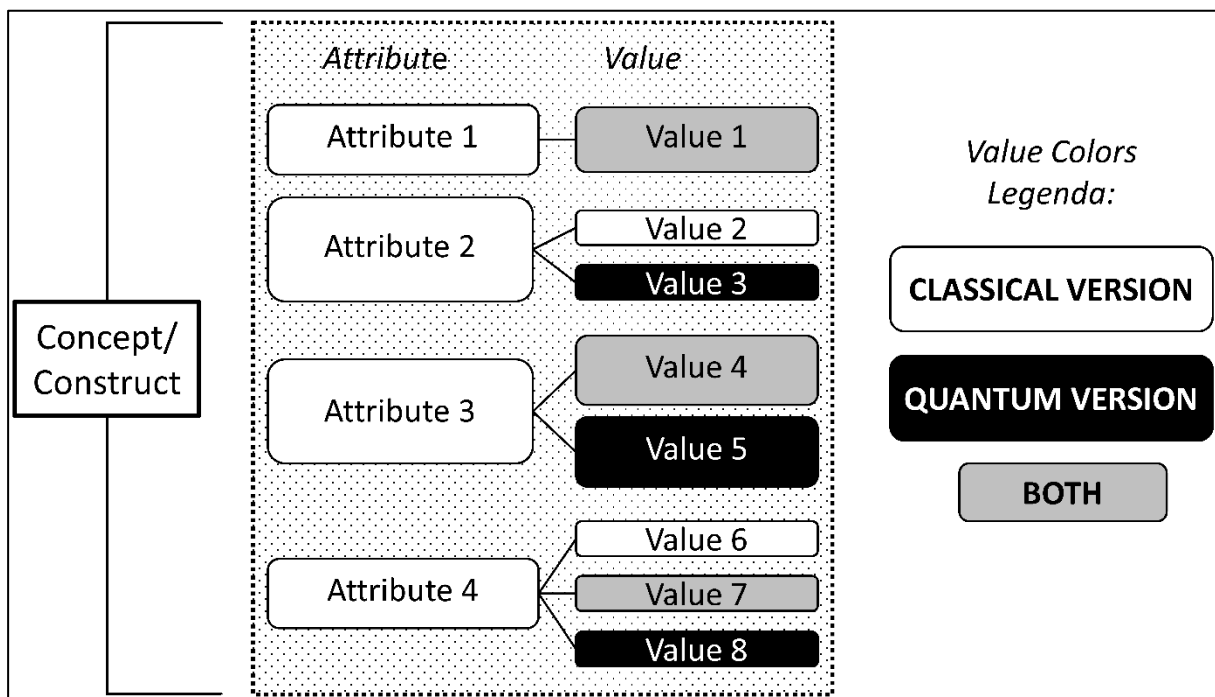 Concept/
Construct
Attribute
Value
Attribute 1
Value 1
Attribute 2
Value 2
Value 3
Attribute 3
Value 4
Value 5
Attribute 4
Value 6
Value 7
Value 8
Value Colors
Legenda:
CLASSICAL VERSION
QUANTUM VERSION
BOTH